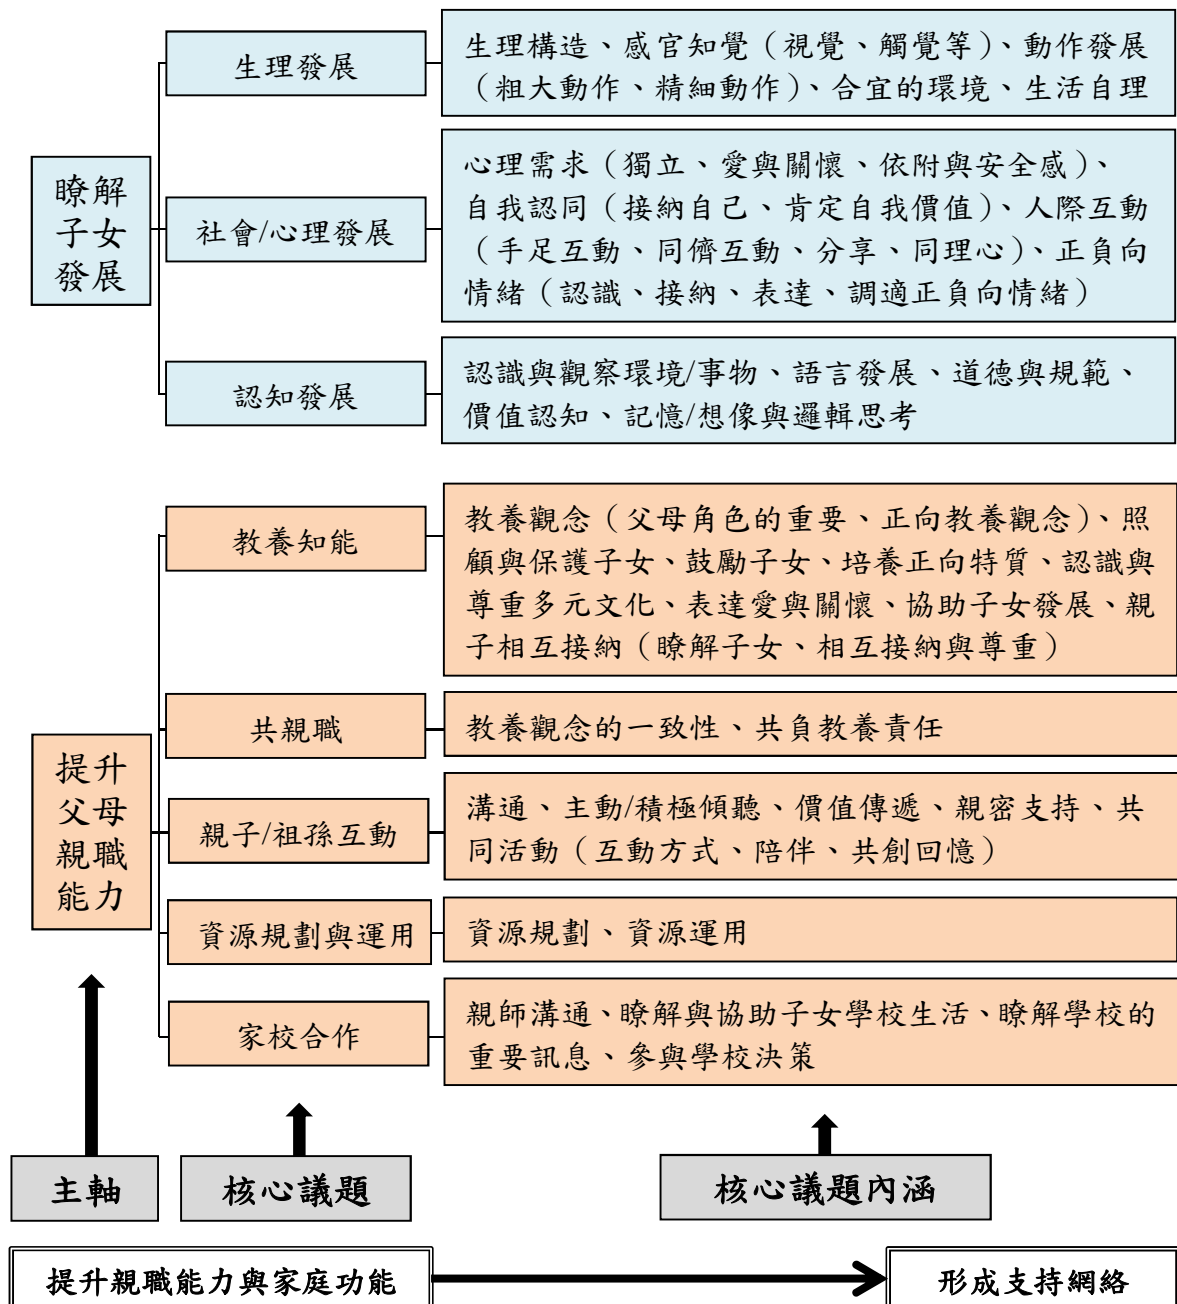 生理發展
生理構造、感官知覺（視覺、觸覺等）、動作發展
（粗大動作、精細動作）、合宜的環境、生活自理
瞭解
子女
發展
社會/心理發展
心理需求（獨立、愛與關懷、依附與安全感）、
自我認同（接納自己、肯定自我價值）、人際互動
（手足互動、同儕互動、分享、同理心）、正負向
情緒（認識、接納、表達、調適正負向情緒）
認知發展
認識與觀察環境/事物、語言發展、道德與規範、
價值認知、記憶/想像與邏輯思考
教養知能
教養觀念（父母角色的重要、正向教養觀念）、照
顧與保護子女、鼓勵子女、培養正向特質、認識與
尊重多元文化、表達愛與關懷、協助子女發展、親
子相互接納（瞭解子女、相互接納與尊重）
共親職
教養觀念的一致性、共負教養責任
提升
父母
親職
能力
親子/祖孫互動
溝通、主動/積極傾聽、價值傳遞、親密支持、共
同活動（互動方式、陪伴、共創回憶）
資源規劃與運用
資源規劃、資源運用
家校合作
親師溝通、瞭解與協助子女學校生活、瞭解學校的
重要訊息、參與學校決策
主軸
核心議題
核心議題內涵
提升親職能力與家庭功能
形成支持網絡